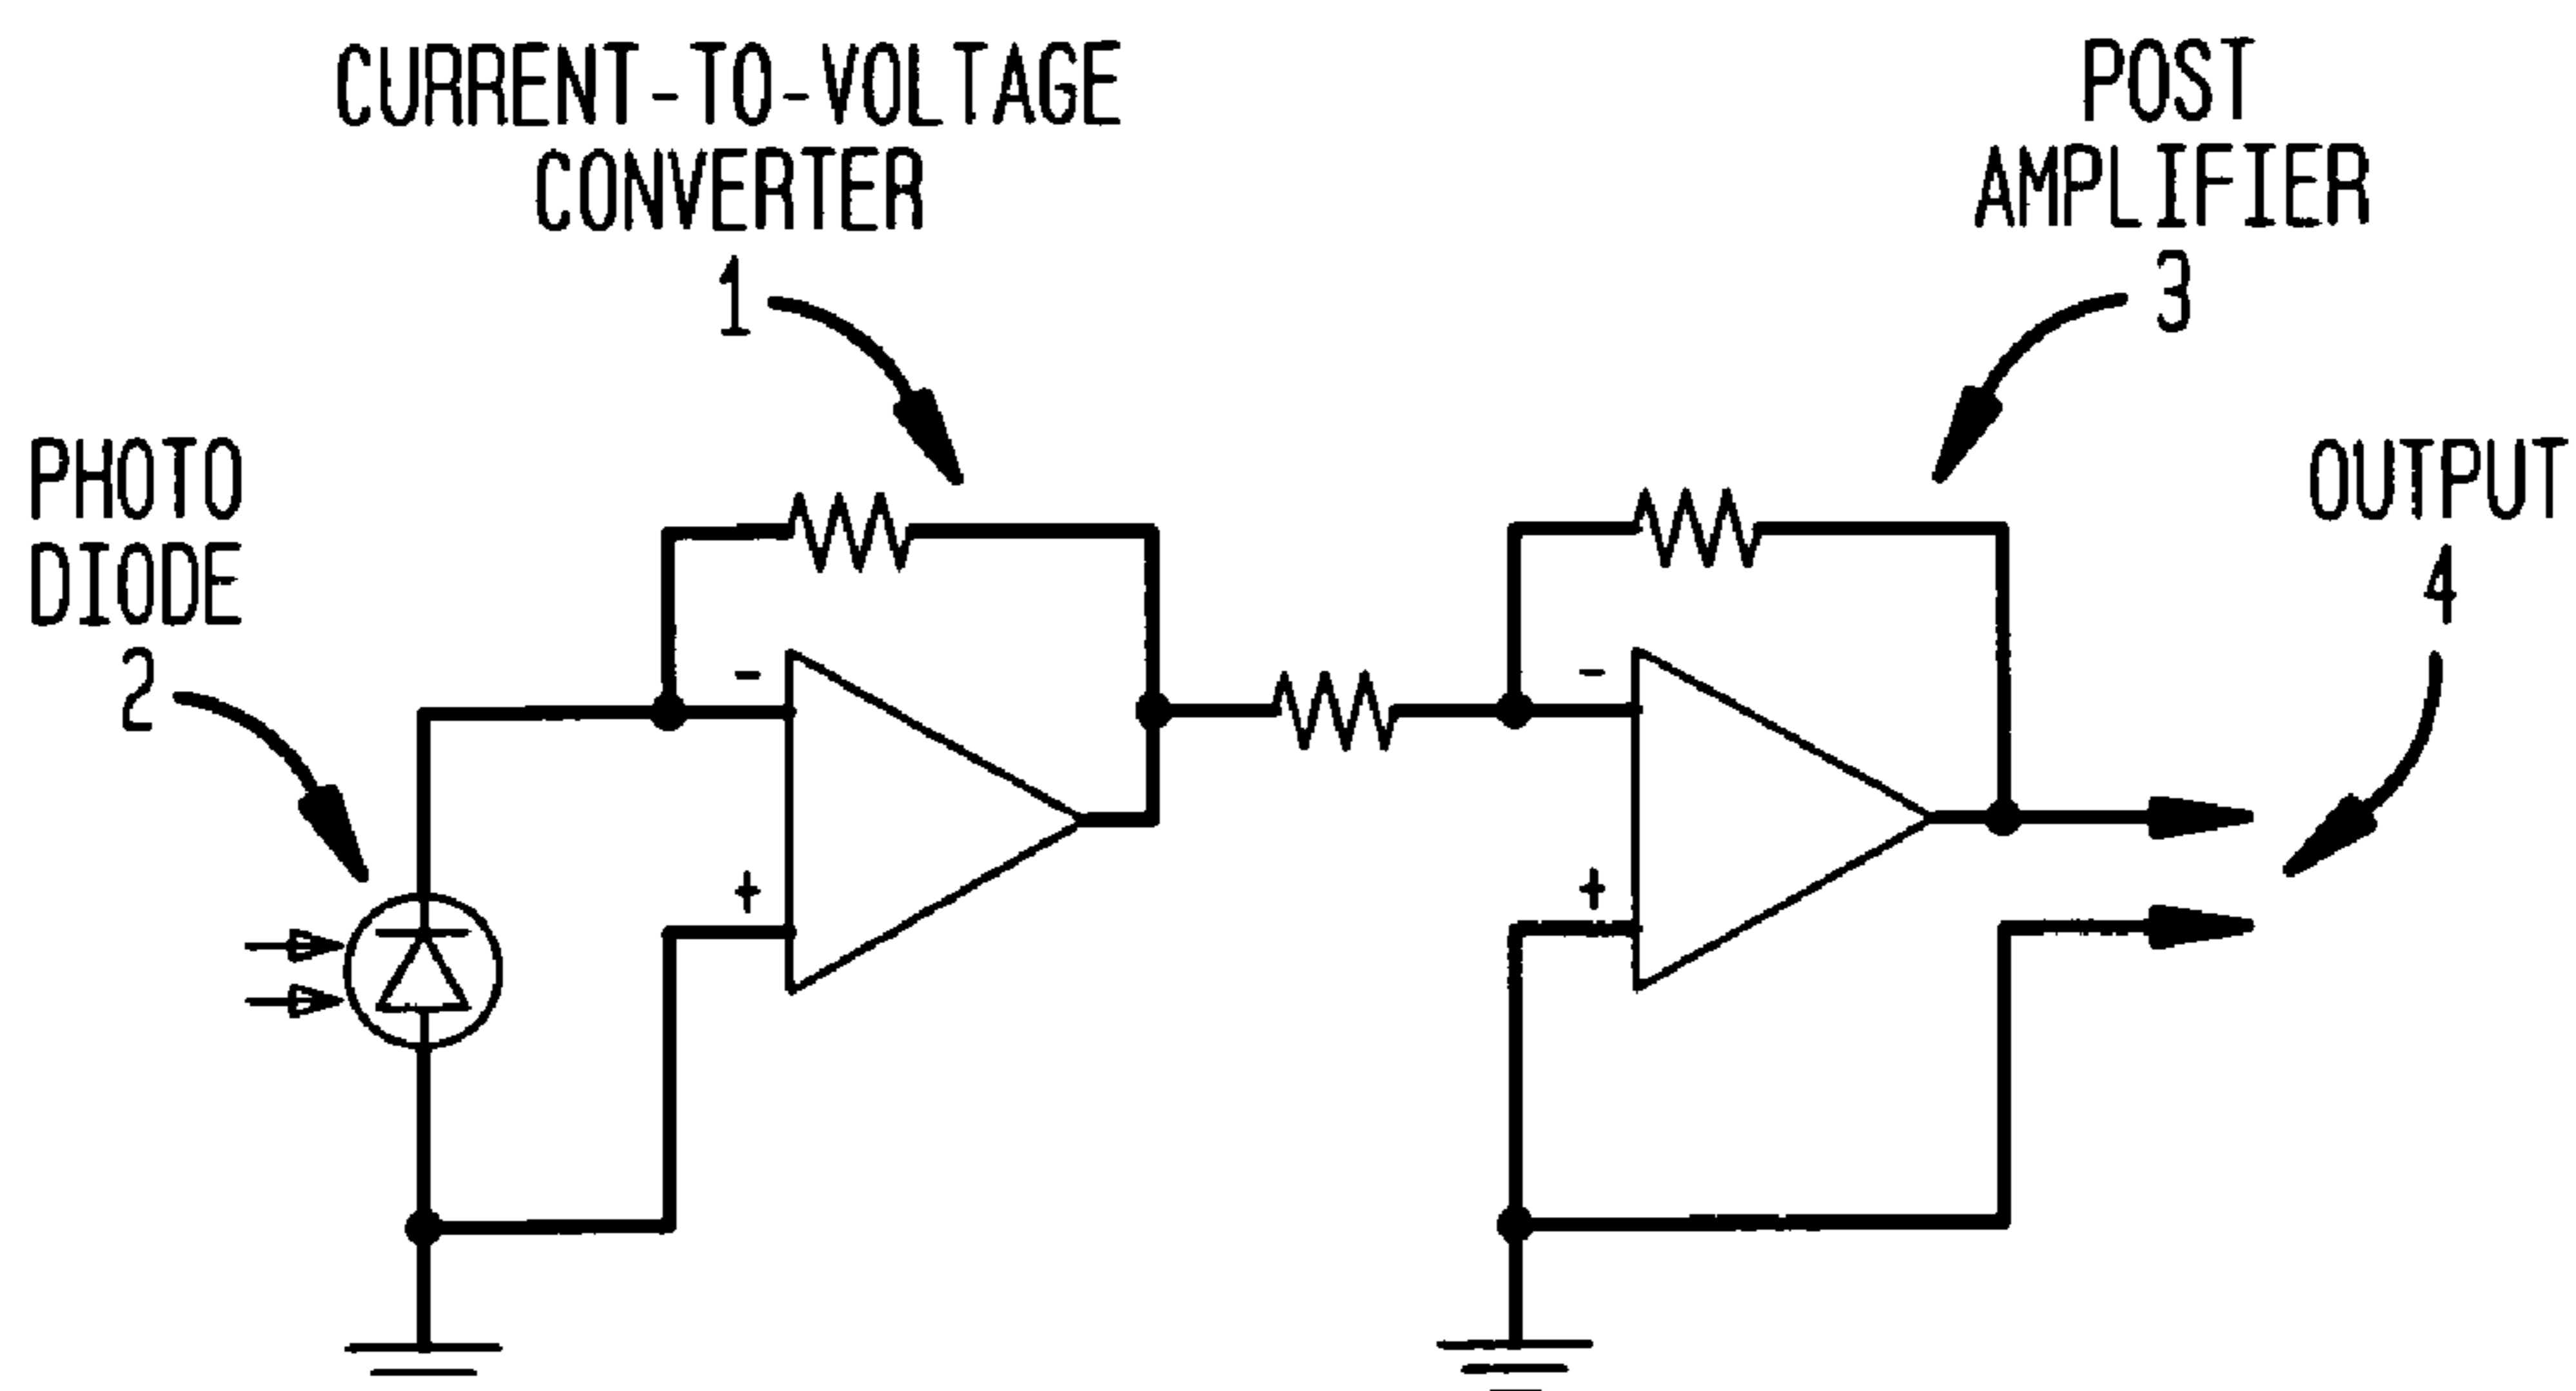 CURRENT-TO-VOLTAGE
CONVERTER
1
POST
AMPLIFIER
3
PHOTO
DIODE
2
OUTPUT
4
-
+
-
+